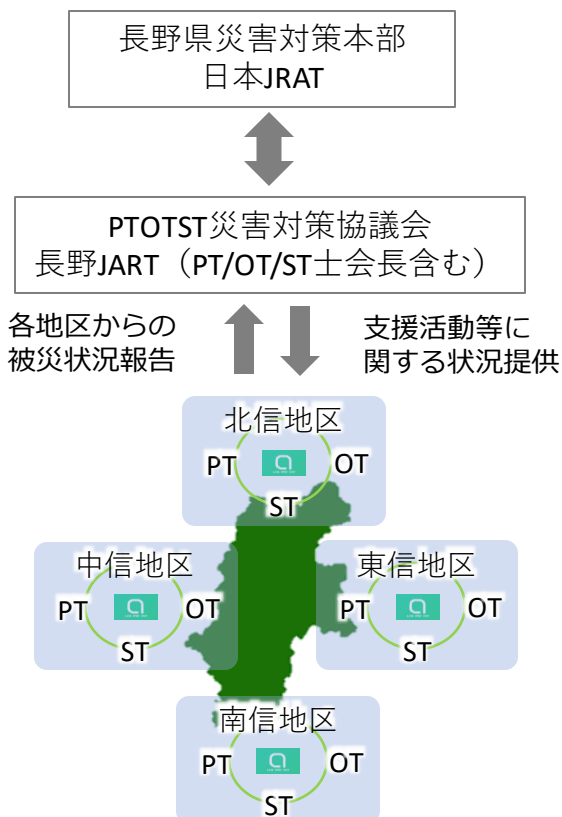 長野県災害対策本部
日本JRAT
PTOTST災害対策協議会
長野JART（PT/OT/ST士会長含む）
各地区からの
被災状況報告
支援活動等に
関する状況提供
北信地区
PT
OT
ST
中信地区
PT
OT
ST
東信地区
PT
OT
ST
南信地区
PT
OT
ST